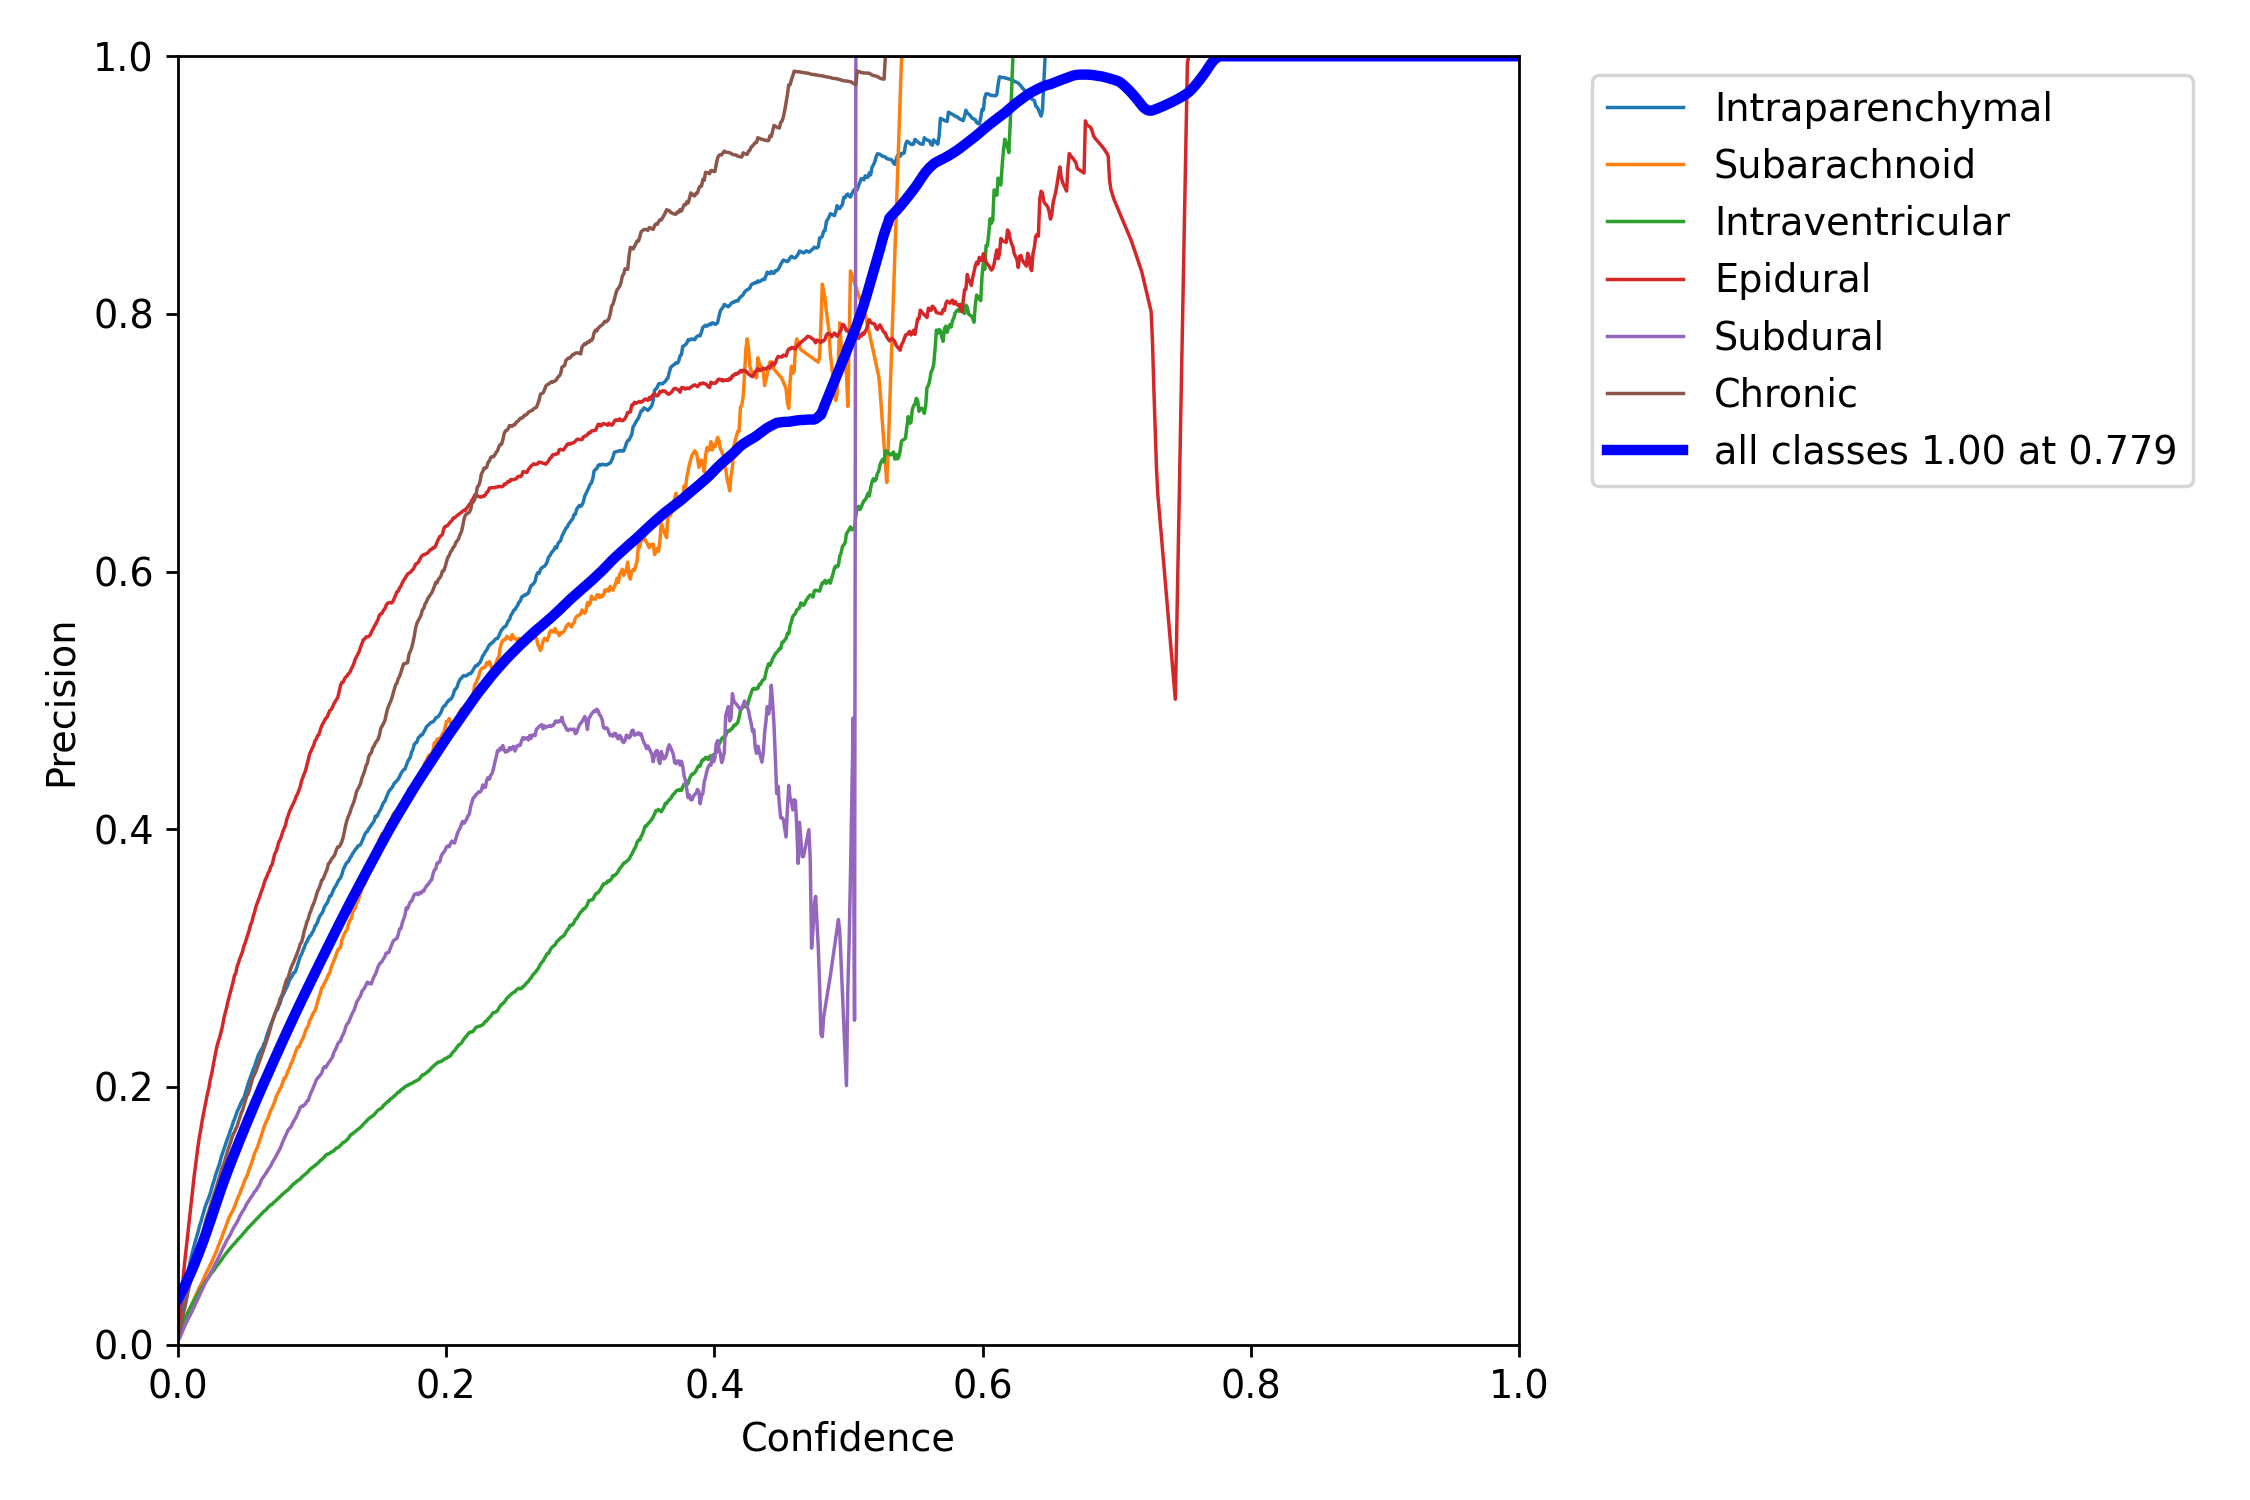 1.0
0.8
0.6
0.4
0.2
0.0
Precision
0.0 0.2 0.4 0.6 0.8 1.0
Confidence
Intraparenchymal
Subarachnoid
Intraventricular
Epidural
Subdural
Chronic
all classes 1.00 at 0.779